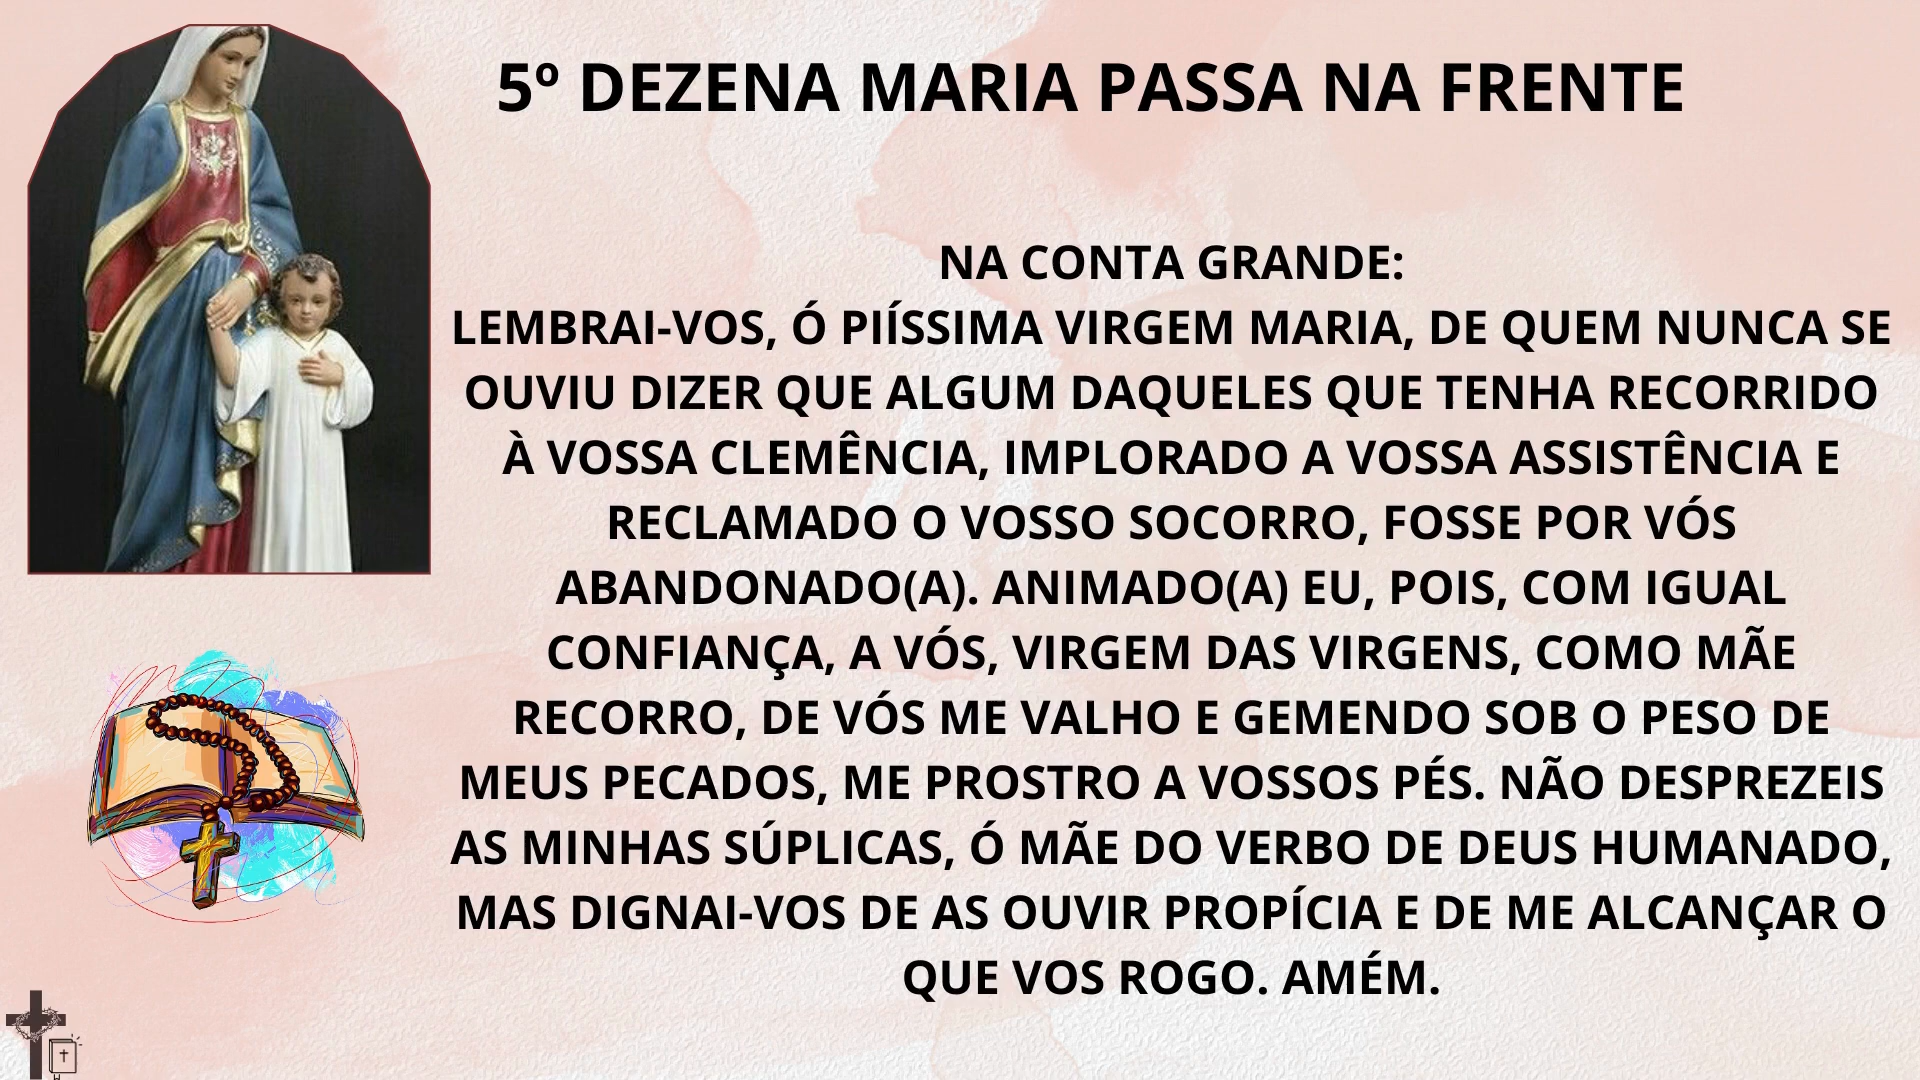 5º DEZENA MARIA PASSA NA FRENTE
NA CONTA GRANDE:
LEMBRAI-VOS, Ó PIÍSSIMA VIRGEM MARIA, DE QUEM NUNCA SE
OUVIU DIZER QUE ALGUM DAQUELES QUE TENHA RECORRIDO
À VOSSA CLEMÊNCIA, IMPLORADO A VOSSA ASSISTÊNCIA E
RECLAMADO O VOSSO SOCORRO, FOSSE POR VÓS
ABANDONADO(A). ANIMADO(A) EU, POIS, COM IGUAL
CONFIANÇA, A VÓS, VIRGEM DAS VIRGENS, COMO MÃE
RECORRO, DE VÓS ME VALHO E GEMENDO SOB O PESO DE
MEUS PECADOS, ME PROSTRO A VOSSOS PÉS. NÃO DESPREZEIS
AS MINHAS SÚPLICAS, Ó MÃE DO VERBO DE DEUS HUMANADO,
MAS DIGNAI-VOS DE AS OUVIR PROPÍCIA E DE ME ALCANÇAR O
QUE VOS ROGO. AMÉM.